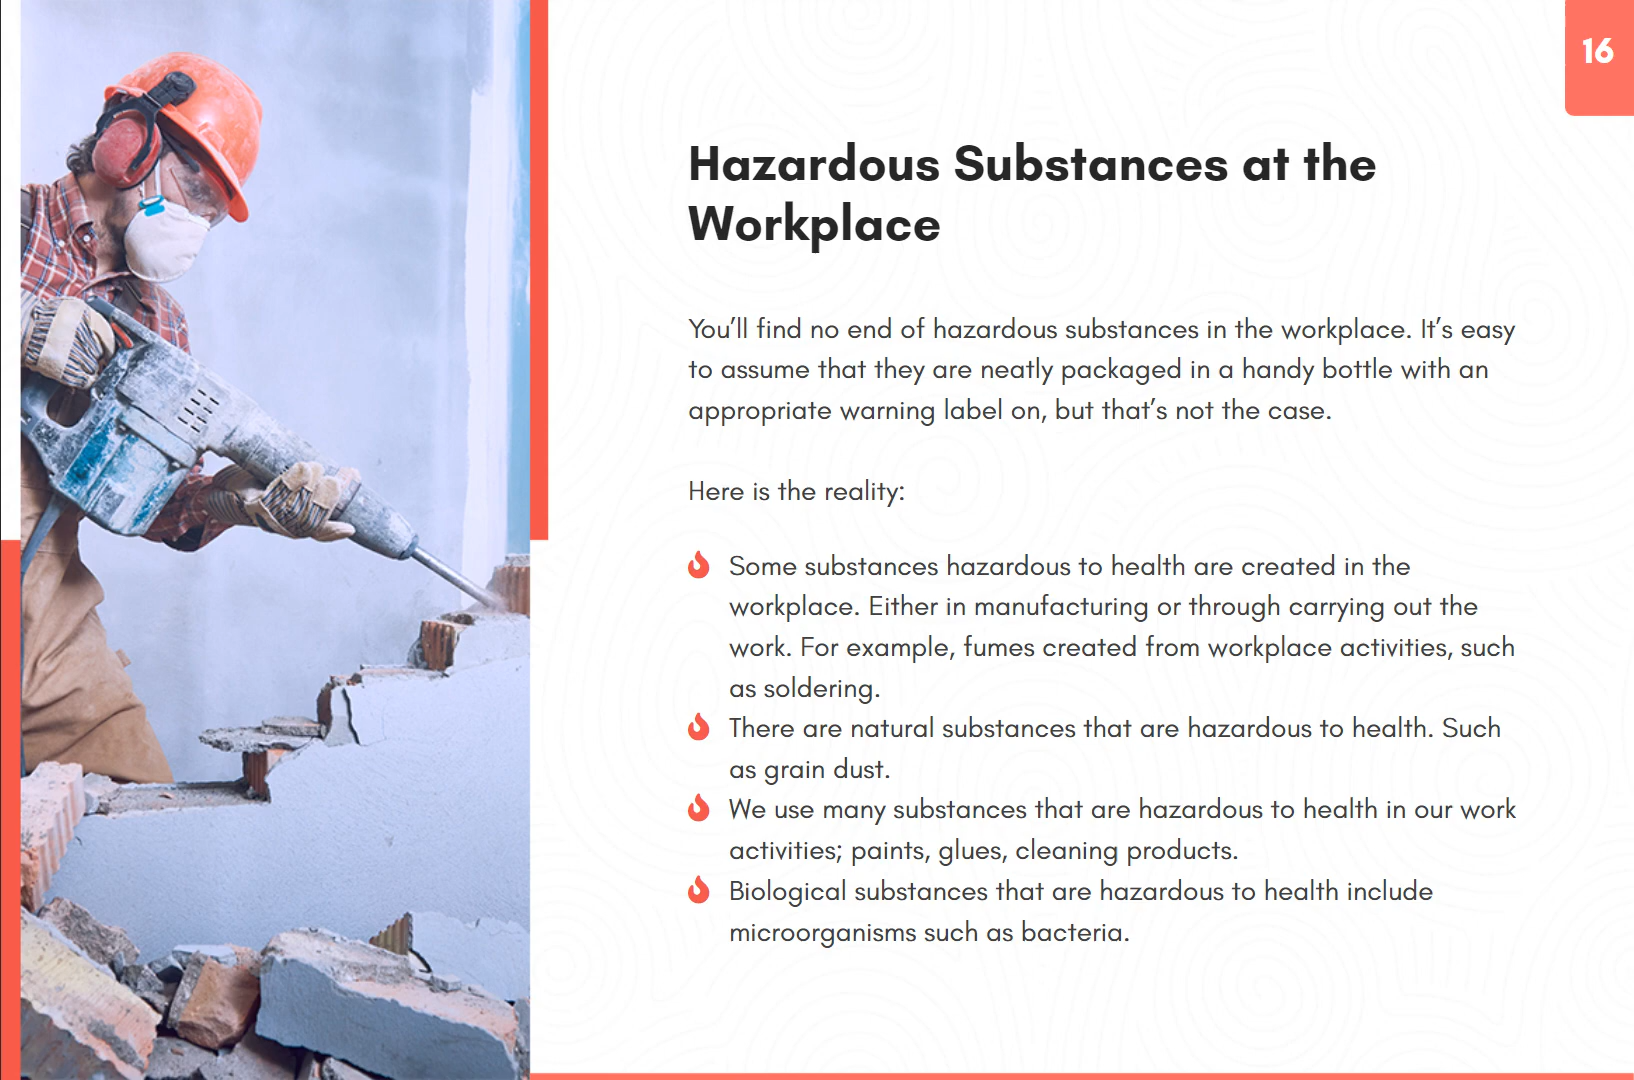 16
Hazardous Substances at the
Workplace
You’ll find no end of hazardous substances in the workplace. It’s easy
to assume that they are neatly packaged in a handy bottle with an
appropriate warning label on, but that’s not the case.
Here is the reality:
Some substances hazardous to health are created in the
workplace. Either in manufacturing or through carrying out the
work. For example, fumes created from workplace activities, such
as soldering.
There are natural substances that are hazardous to health. Such
as grain dust.
We use many substances that are hazardous to health in our work
activities; paints, glues, cleaning products.
Biological substances that are hazardous to health include
microorganisms such as bacteria.